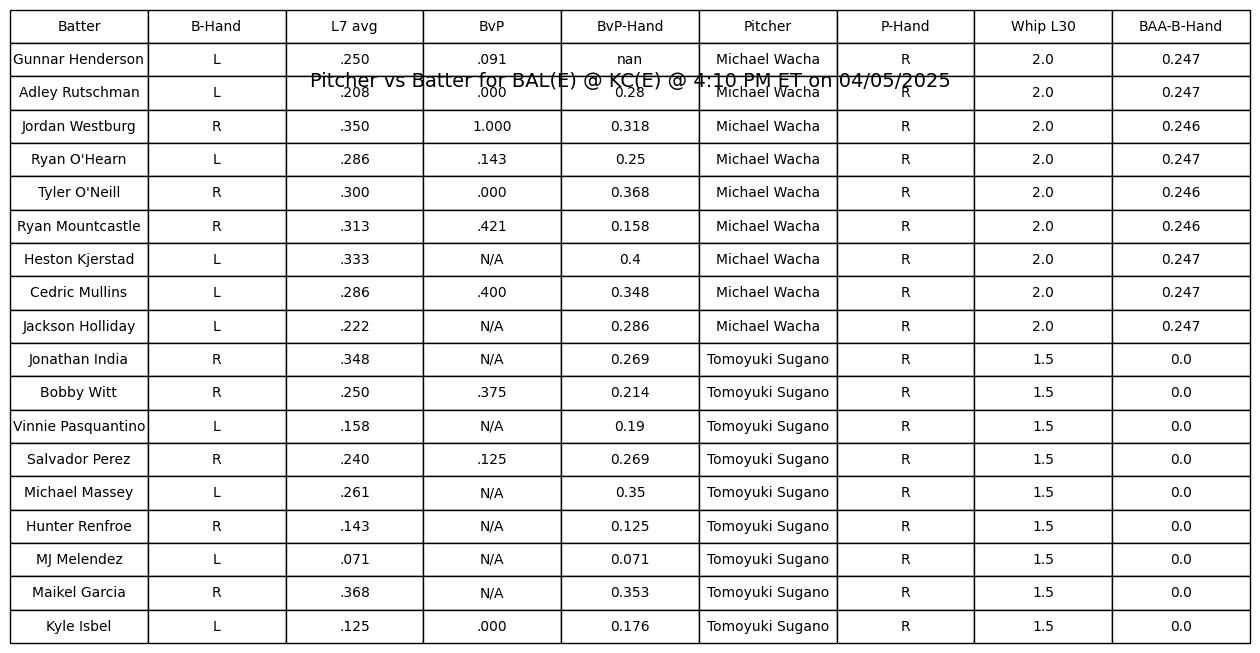 Batter B-Hand L7 avg BvP BvP-Hand Pitcher P-Hand Whip L30 BAA-B-Hand
Gunnar Henderson L .250 .091 nan Michael Wacha R 2.0 0.247
Pitcher vs Batter for BAL(E) @ KC(E) @ 4:10 PM ET on 04/05/2025
Adley Rutschman L .208 .000 0.28 Michael Wacha R 2.0 0.247
Jordan Westburg R .350 1.000 0.318 Michael Wacha R 2.0 0.246
Ryan O'Hearn L .286 .143 0.25 Michael Wacha R 2.0 0.247
Tyler O'Neill R .300 .000 0.368 Michael Wacha R 2.0 0.246
Ryan Mountcastle R .313 .421 0.158 Michael Wacha R 2.0 0.246
Heston Kjerstad L .333 N/A 0.4 Michael Wacha R 2.0 0.247
Cedric Mullins L .286 .400 0.348 Michael Wacha R 2.0 0.247
Jackson Holliday L .222 N/A 0.286 Michael Wacha R 2.0 0.247
Jonathan India R .348 N/A 0.269 Tomoyuki Sugano R 1.5 0.0
Bobby Witt R .250 .375 0.214 Tomoyuki Sugano R 1.5 0.0
Vinnie Pasquantino L .158 N/A 0.19 Tomoyuki Sugano R 1.5 0.0
Salvador Perez R .240 .125 0.269 Tomoyuki Sugano R 1.5 0.0
Michael Massey L .261 N/A 0.35 Tomoyuki Sugano R 1.5 0.0
Hunter Renfroe R .143 N/A 0.125 Tomoyuki Sugano R 1.5 0.0
MJ Melendez L .071 N/A 0.071 Tomoyuki Sugano R 1.5 0.0
Maikel Garcia R .368 N/A 0.353 Tomoyuki Sugano R 1.5 0.0
Kyle Isbel L .125 .000 0.176 Tomoyuki Sugano R 1.5 0.0